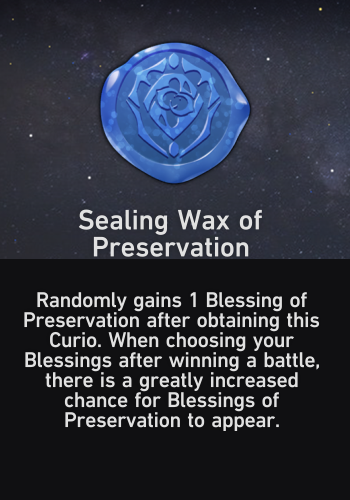 Sealing Wax of
Preservation
Randomly gains 1 Blessing of
Preservation after obtaining this
Curio. When choosing your
Blessings after winning a battle,
there is a greatly increased
chance for Blessings of
Preservation to appear.